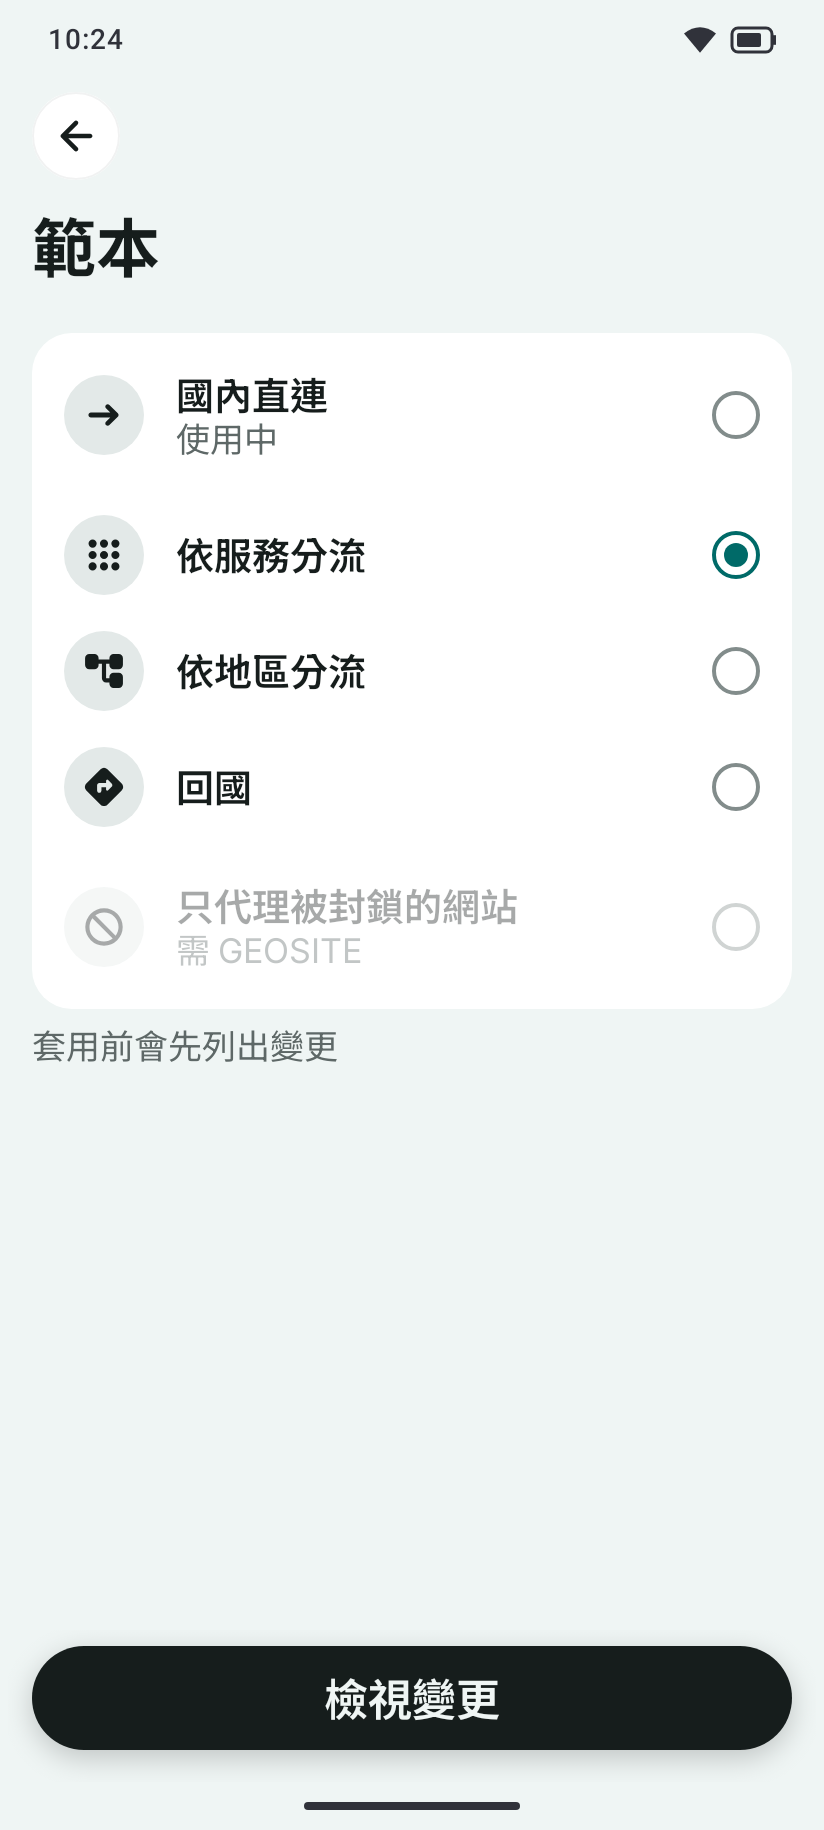 10:24
範本
國內直連
使用中
依服務分流
依地區分流
回國
只代理被封鎖的網站
需 GEOSITE
套用前會先列出變更
檢視變更